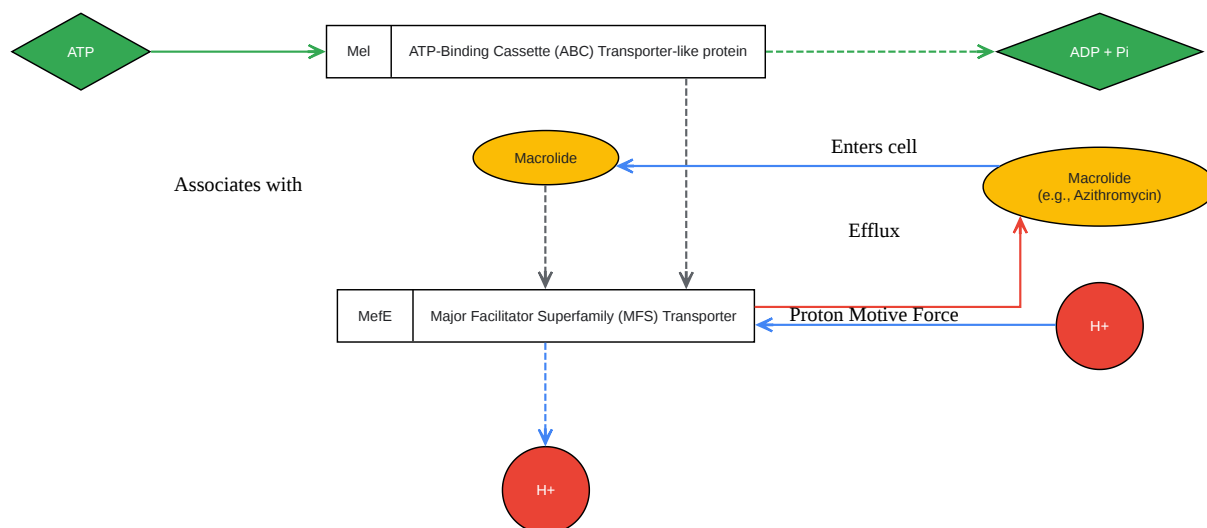 ATP
Mel
ATP-Binding Cassette (ABC) Transporter-like protein
ADP + Pi
Enters cell
Macrolide
Macrolide
(e.g., Azithromycin)
Associates with
Efflux
MefE
Major Facilitator Superfamily (MFS) Transporter
Proton Motive Force
H+
H+